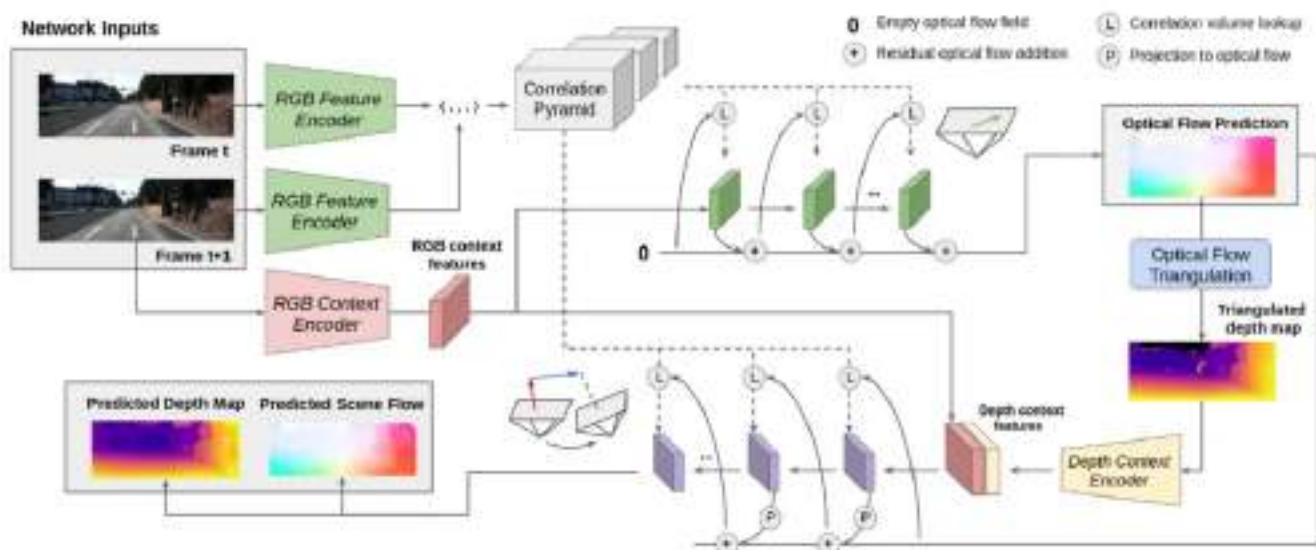 Network Inputs
Frame t
Frame t+1
RGB Feature
Encoder
RGB Feature
Encoder
RGB Context
Encoder
RGB context
features
{...}
Correlation
Pyramid
0 Empty optical flow field
+ Residual optical flow addition
L Correlation volume lookup
P Projection to optical flow
L
L
L
..
0
+
+
+
Optical Flow Prediction
Optical Flow
Triangulation
Triangulated
depth map
Depth Context
Encoder
Depth context
features
L
L
L
..
P
P
+
+
Predicted Depth Map
Predicted Scene Flow